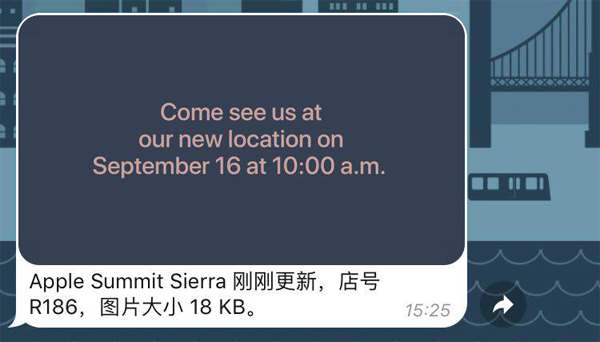 Come see us at
our new location on
September 16 at 10:00 a.m.
Apple Summit Sierra 刚刚更新，店号
R186，图片大小 18 KB。
15:25